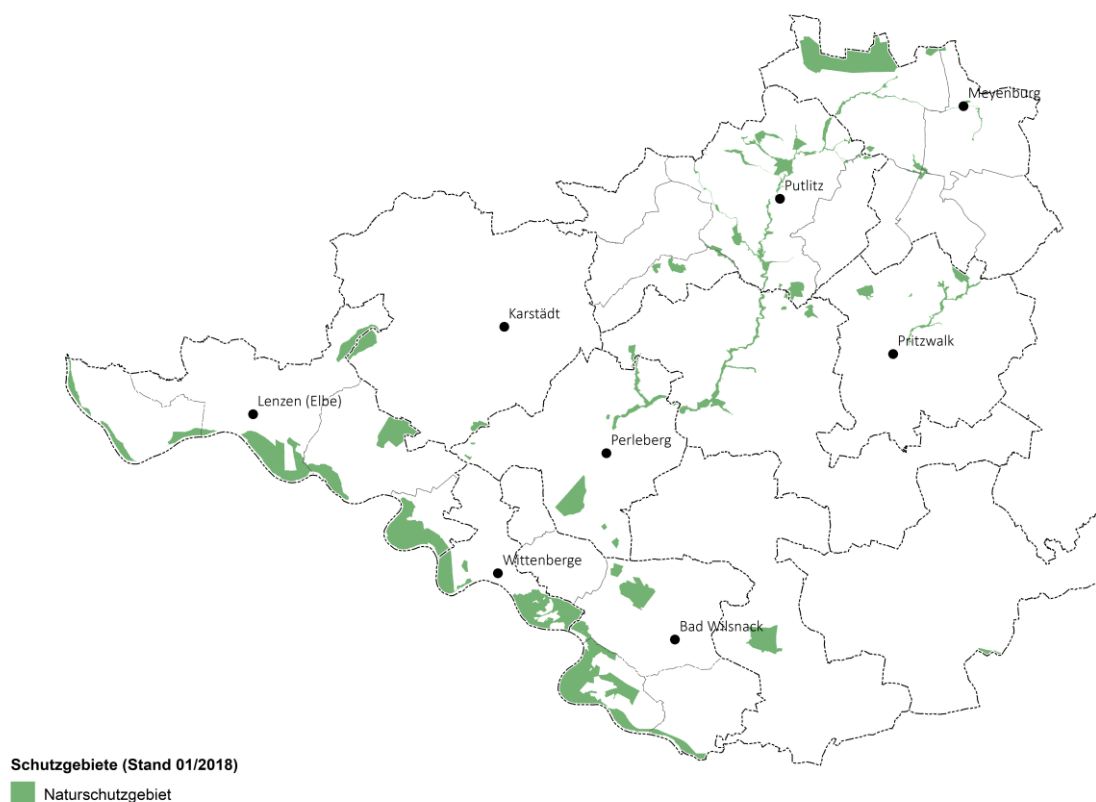 Meyenburg
Putlitz
Karstädt
Pritzwalk
Lenzen (Elbe)
Perleberg
Wittenberge
Bad Wilsnack
Schutzgebiete (Stand 01/2018)
Naturschutzgebiet